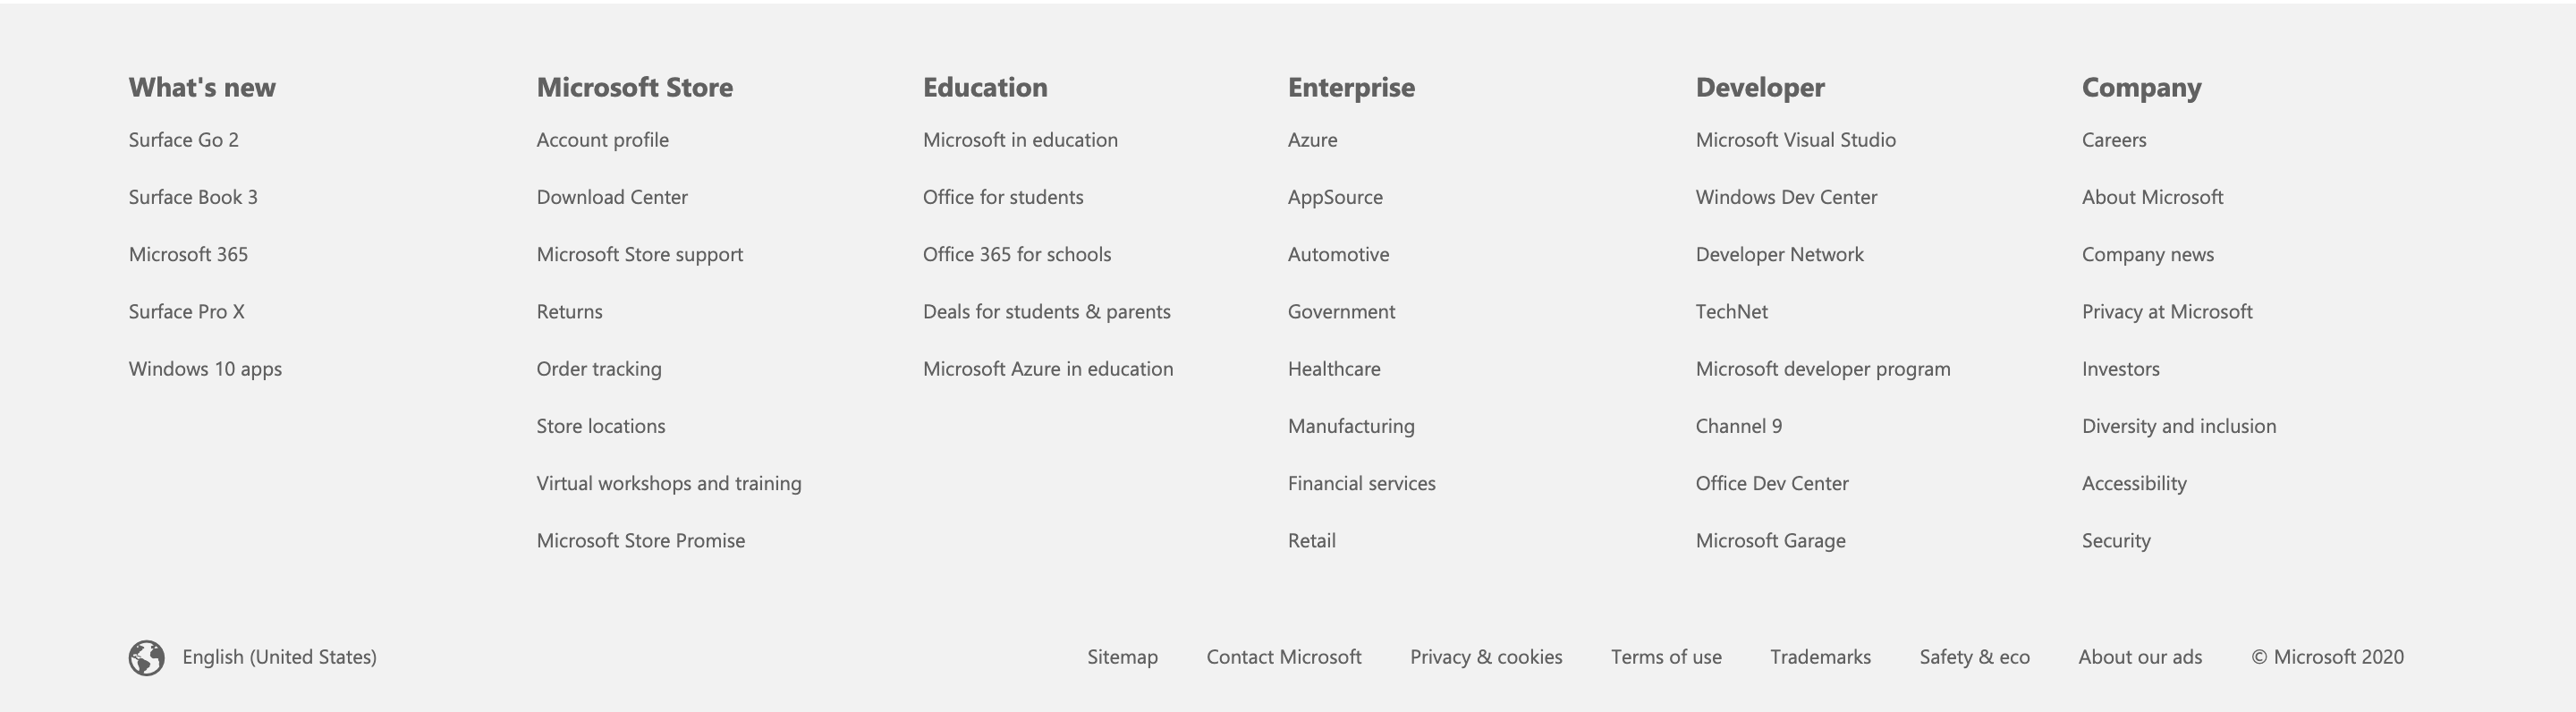 What's new
Surface Go 2
Surface Book 3
Microsoft 365
Surface Pro X
Windows 10 apps
Microsoft Store
Account profile
Download Center
Microsoft Store support
Returns
Order tracking
Store locations
Virtual workshops and training
Microsoft Store Promise
Education
Microsoft in education
Office for students
Office 365 for schools
Deals for students & parents
Microsoft Azure in education
Enterprise
Azure
AppSource
Automotive
Government
Healthcare
Manufacturing
Financial services
Retail
Developer
Microsoft Visual Studio
Windows Dev Center
Developer Network
TechNet
Microsoft developer program
Channel 9
Office Dev Center
Microsoft Garage
Company
Careers
About Microsoft
Company news
Privacy at Microsoft
Investors
Diversity and inclusion
Accessibility
Security
English (United States)
Sitemap Contact Microsoft Privacy & cookies Terms of use Trademarks Safety & eco About our ads © Microsoft 2020